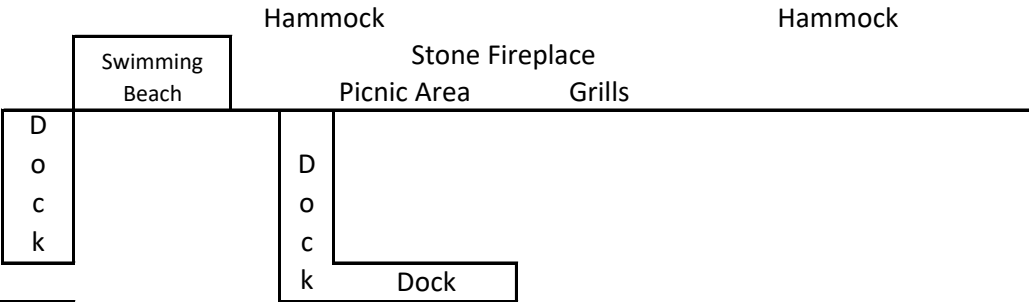 Hammock Hammock
Swimming Stone Fireplace
Beach Picnic Area Grills
D
o D
c o
k c
k Dock